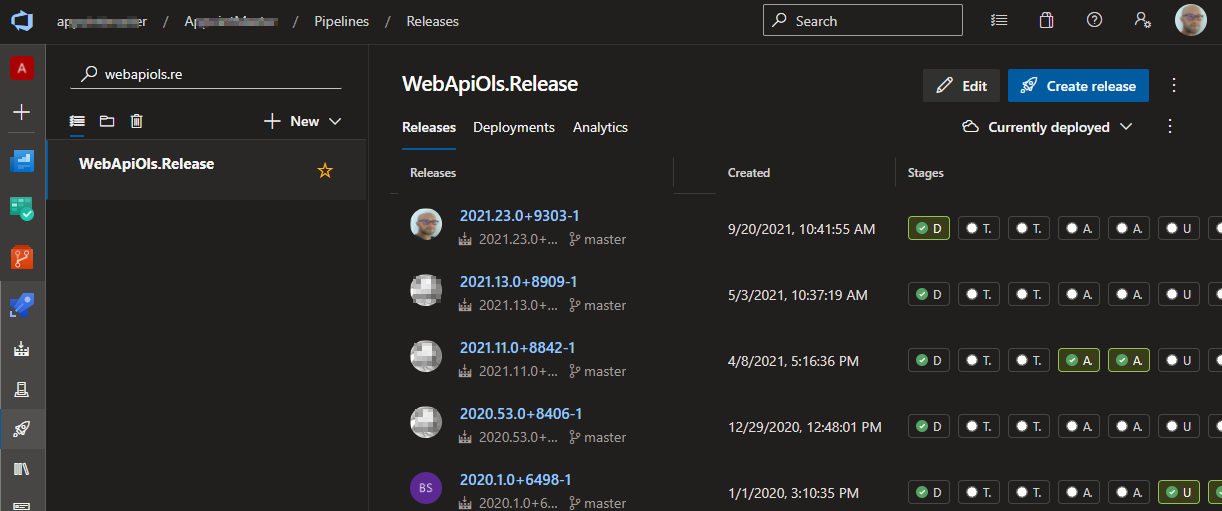 / / Pipelines / Releases
Search
A
webapiols.re
New
WebApiOls.Release
WebApiOls.Release
Edit
Create release
Releases Deployments Analytics
Currently deployed
Releases Created Stages
2021.23.0+9303-1
2021.23.0+... master
9/20/2021, 10:41:55 AM
D T. T. A. A. U
2021.13.0+8909-1
2021.13.0+... master
5/3/2021, 10:37:19 AM
D T. T. A. A. U
2021.11.0+8842-1
2021.11.0+... master
4/8/2021, 5:16:36 PM
D T. T. A. A. U
2020.53.0+8406-1
2020.53.0+... master
12/29/2020, 12:48:01 PM
D T. T. A. A. U
BS
2020.1.0+6498-1
2020.1.0+6... master
1/1/2020, 3:10:35 PM
D T. T. A. A. U